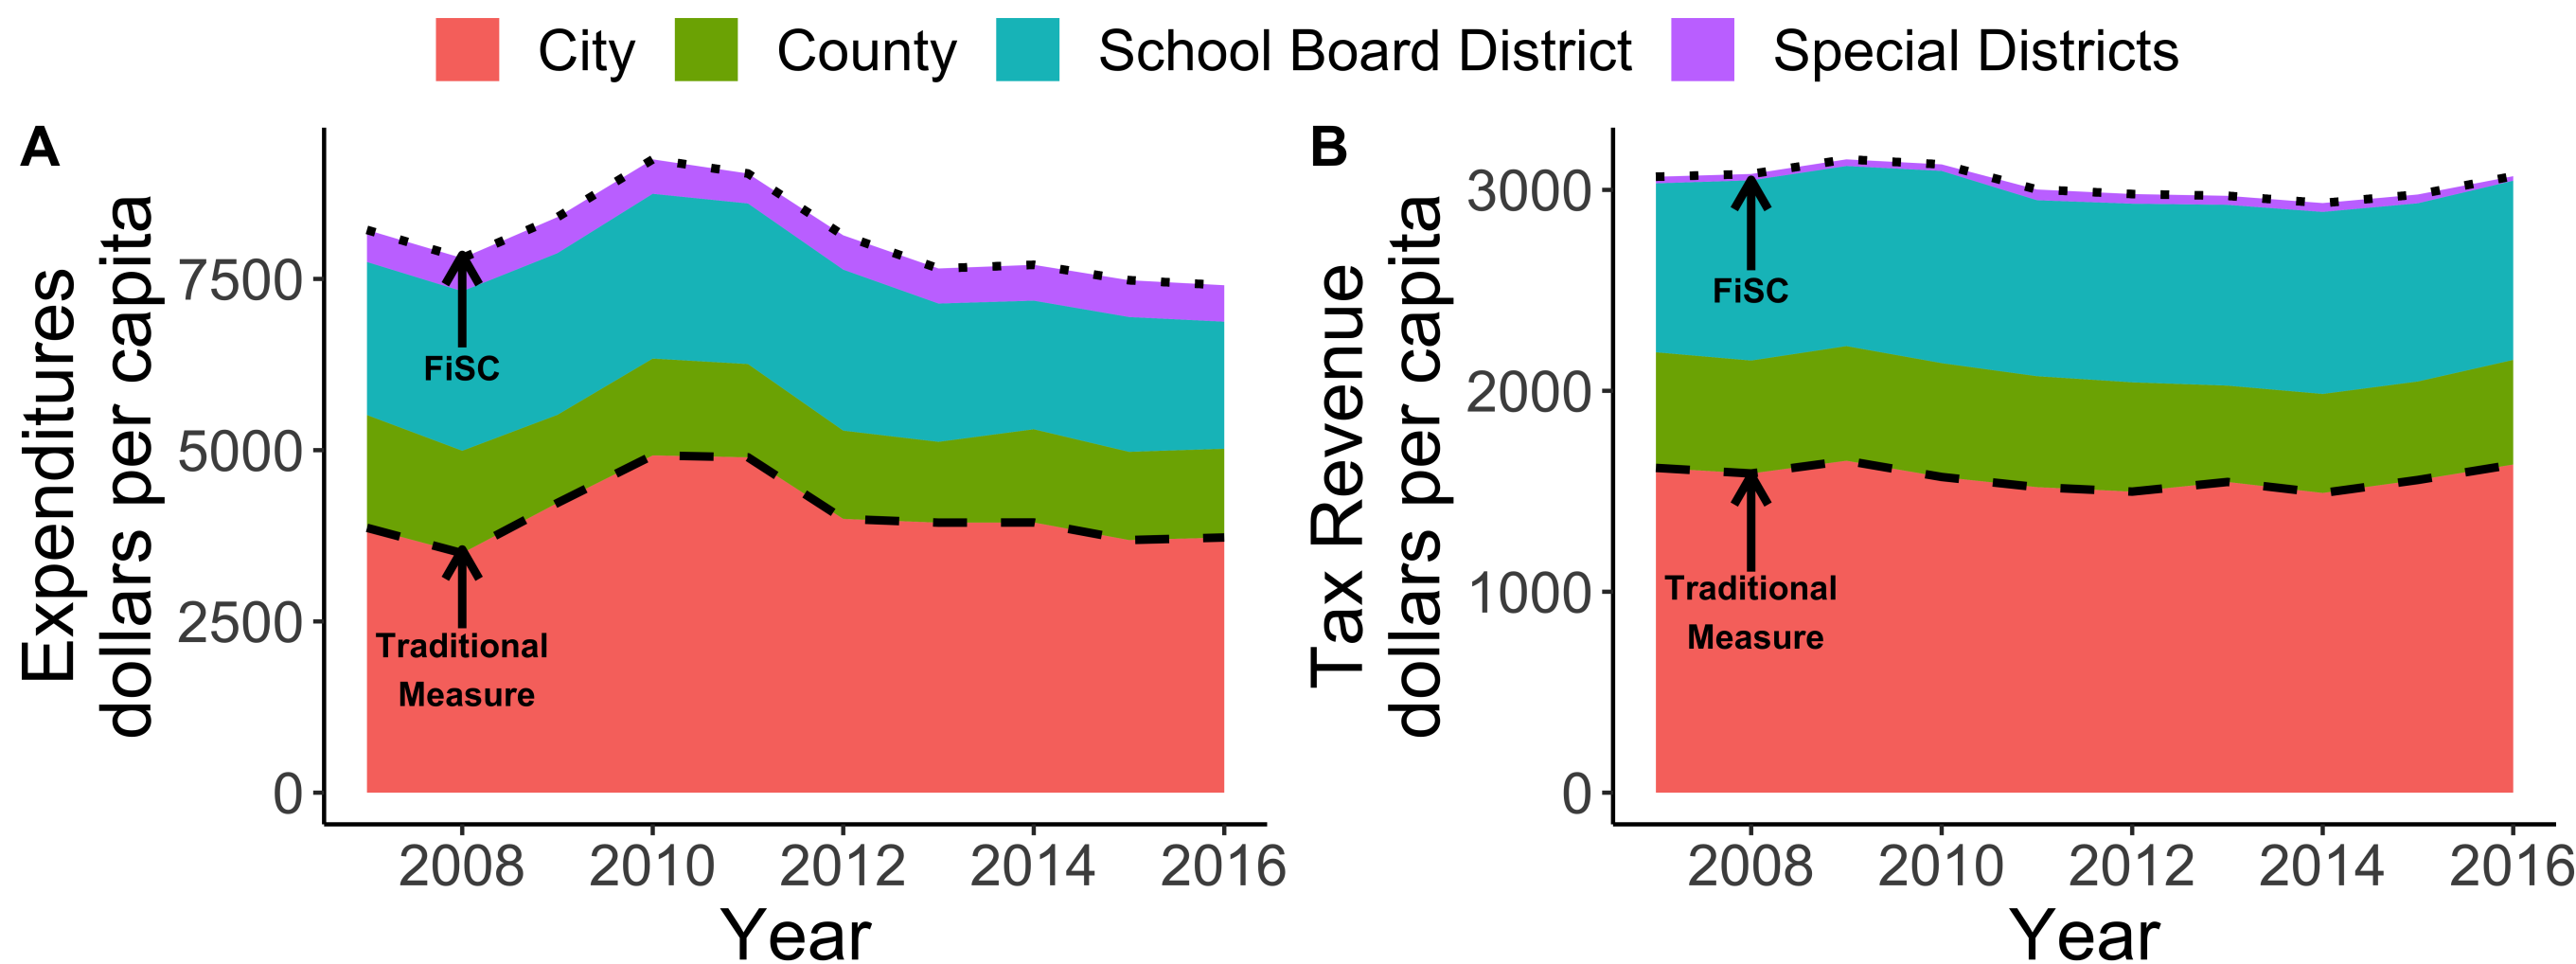 City County School Board District Special Districts
A
Expenditures
dollars per capita
7500
5000
2500
0
FiSC
Traditional
Measure
2008 2010 2012 2014 2016
Year
B
Tax Revenue
dollars per capita
3000
2000
1000
0
FiSC
Traditional
Measure
2008 2010 2012 2014 2016
Year